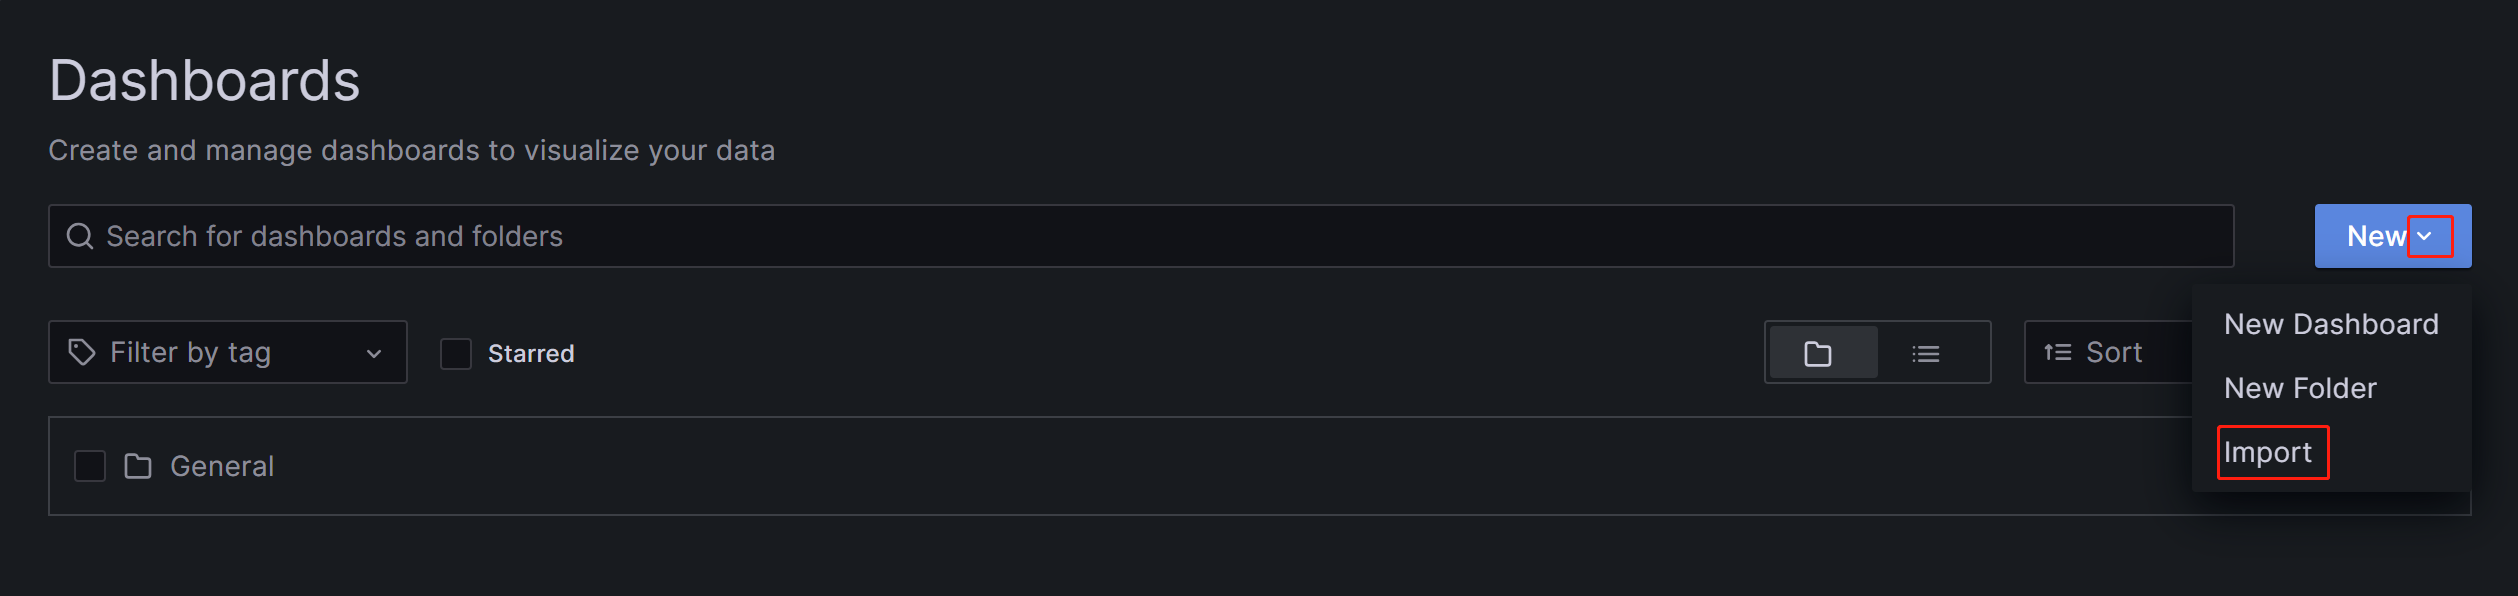 Dashboards
Create and manage dashboards to visualize your data
Search for dashboards and folders
New
Filter by tag
Starred
Sort
New Dashboard
New Folder
Import
General